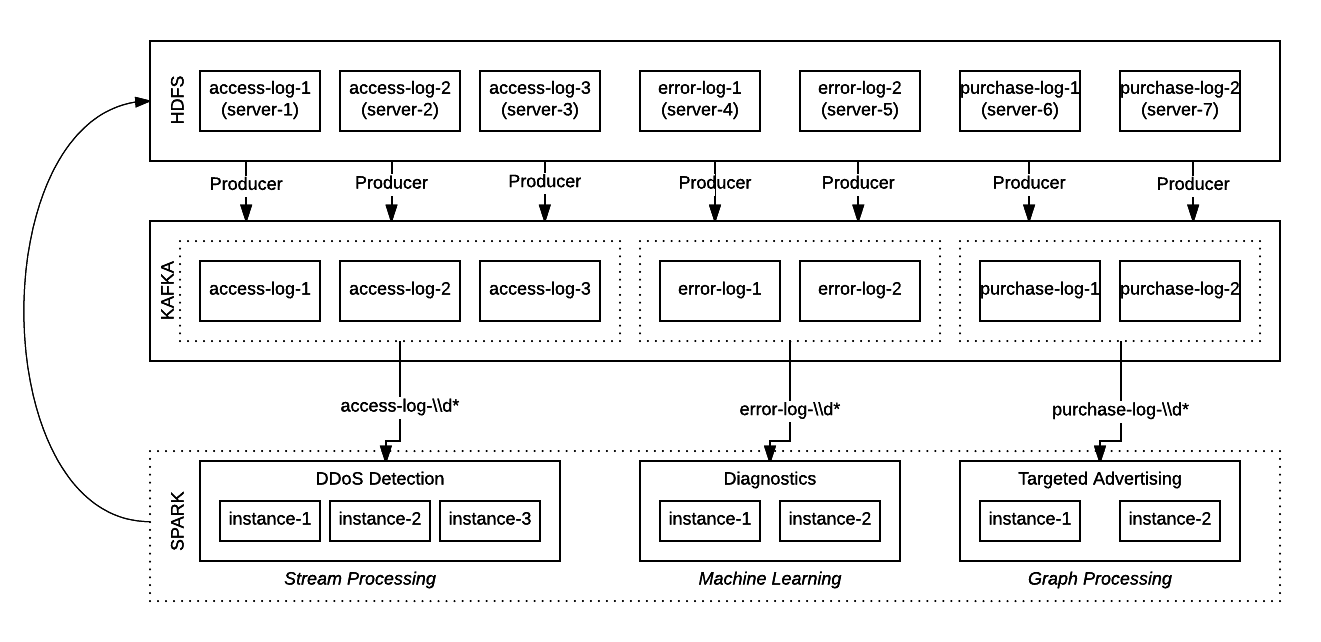 HDFS
access-log-1
(server-1)
access-log-2
(server-2)
access-log-3
(server-3)
error-log-1
(server-4)
error-log-2
(server-5)
purchase-log-1
(server-6)
purchase-log-2
(server-7)
Producer
Producer
Producer
Producer
Producer
Producer
Producer
KAFKA
access-log-1
access-log-2
access-log-3
error-log-1
error-log-2
purchase-log-1
purchase-log-2
access-log-\\d*
error-log-\\d*
purchase-log-\\d*
SPARK
DDoS Detection
instance-1
instance-2
instance-3
Stream Processing
Diagnostics
instance-1
instance-2
Machine Learning
Targeted Advertising
instance-1
instance-2
Graph Processing